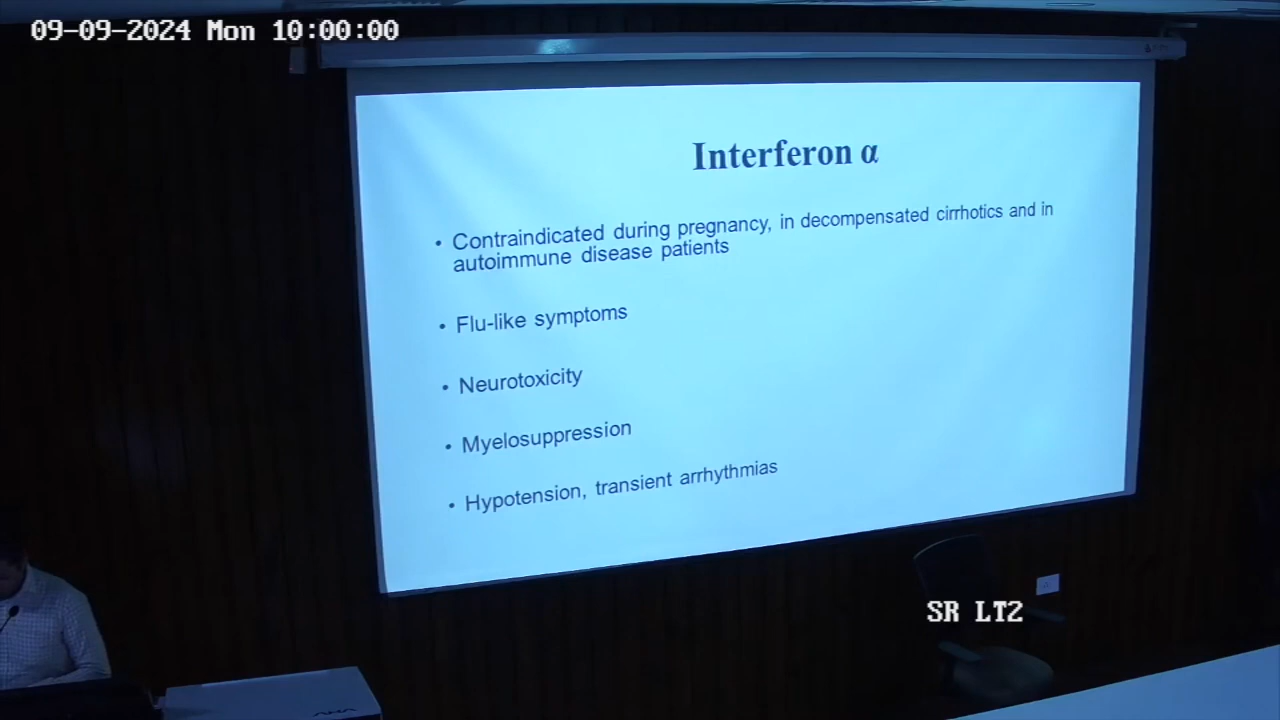 09-09-2024 Mon 10:00:00
Interferon α
• Contraindicated during pregnancy, in decompensated cirrhotics and in
autoimmune disease patients
• Flu-like symptoms
• Neurotoxicity
• Myelosuppression
• Hypotension, transient arrhythmias
SR LT2